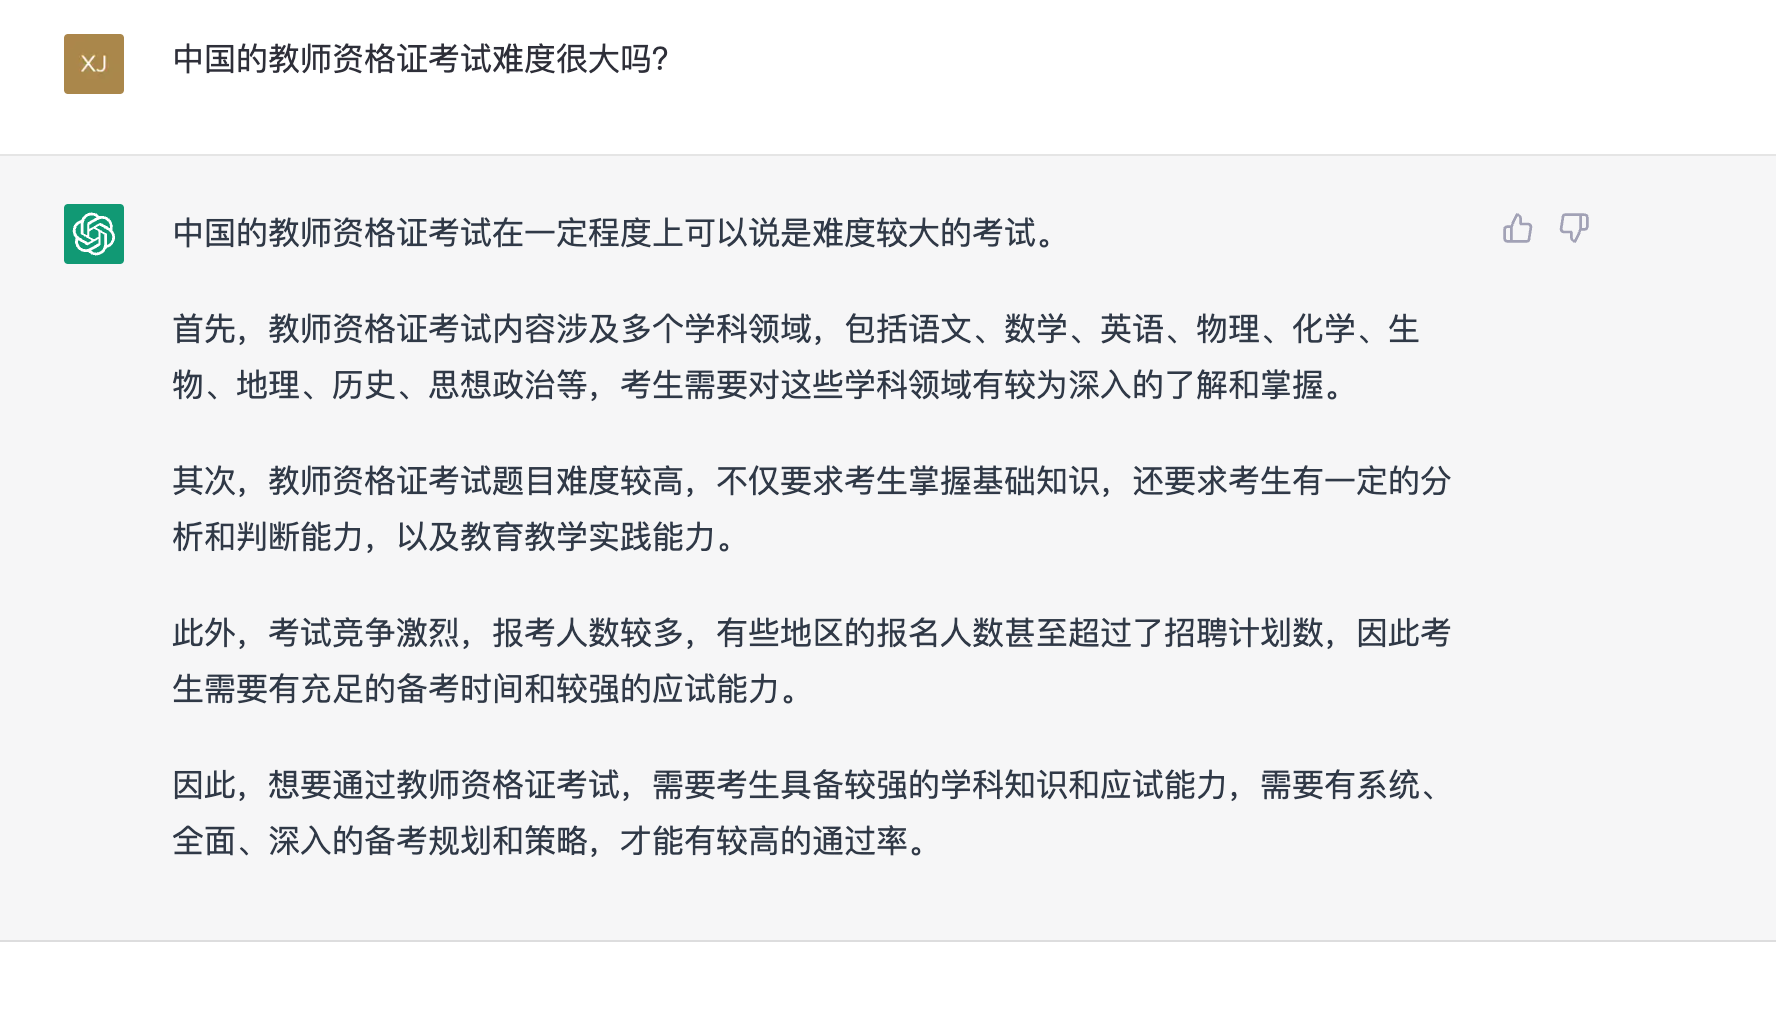 XJ
中国的教师资格证考试难度很大吗？
中国的教师资格证考试在一定程度上可以说是难度较大的考试。
首先，教师资格证考试内容涉及多个学科领域，包括语文、数学、英语、物理、化学、生
物、地理、历史、思想政治等，考生需要对这些学科领域有较为深入的了解和掌握。
其次，教师资格证考试题目难度较高，不仅要求考生掌握基础知识，还要求考生有一定的分
析和判断能力，以及教育教学实践能力。
此外，考试竞争激烈，报考人数较多，有些地区的报名人数甚至超过了招聘计划数，因此考
生需要有充足的备考时间和较强的应试能力。
因此，想要通过教师资格证考试，需要考生具备较强的学科知识和应试能力，需要有系统、
全面、深入的备考规划和策略，才能有较高的通过率。